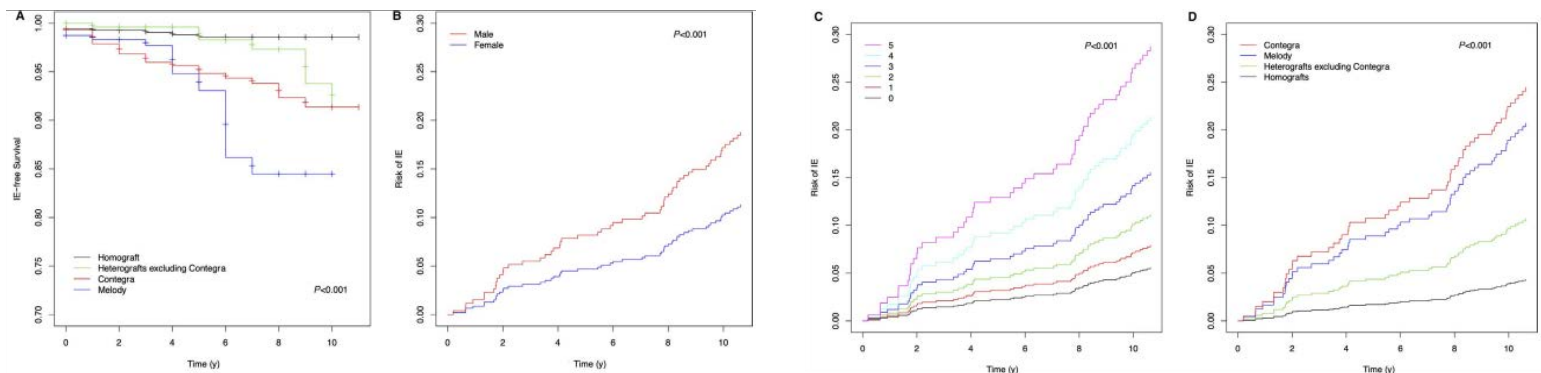 A
1.00
0.95
0.90
0.85
0.80
0.75
0.70
IE-free Survival
Homograft
Heterografts excluding Contegra
Contegra
Melody
P<0.001
0 2 4 6 8 10
Time (y)
B
0.30
0.25
0.20
0.15
0.10
0.05
0.00
Risk of IE
Male
Female
P<0.001
0 2 4 6 8 10
Time (y)
C
0.30
0.25
0.20
0.15
0.10
0.05
0.00
Risk of IE
5
4
3
2
1
0
P<0.001
0 2 4 6 8 10
Time (y)
D
0.30
0.25
0.20
0.15
0.10
0.05
0.00
Risk of IE
Contegra
Melody
Heterografts excluding Contegra
Homografts
P<0.001
0 2 4 6 8 10
Time (y)